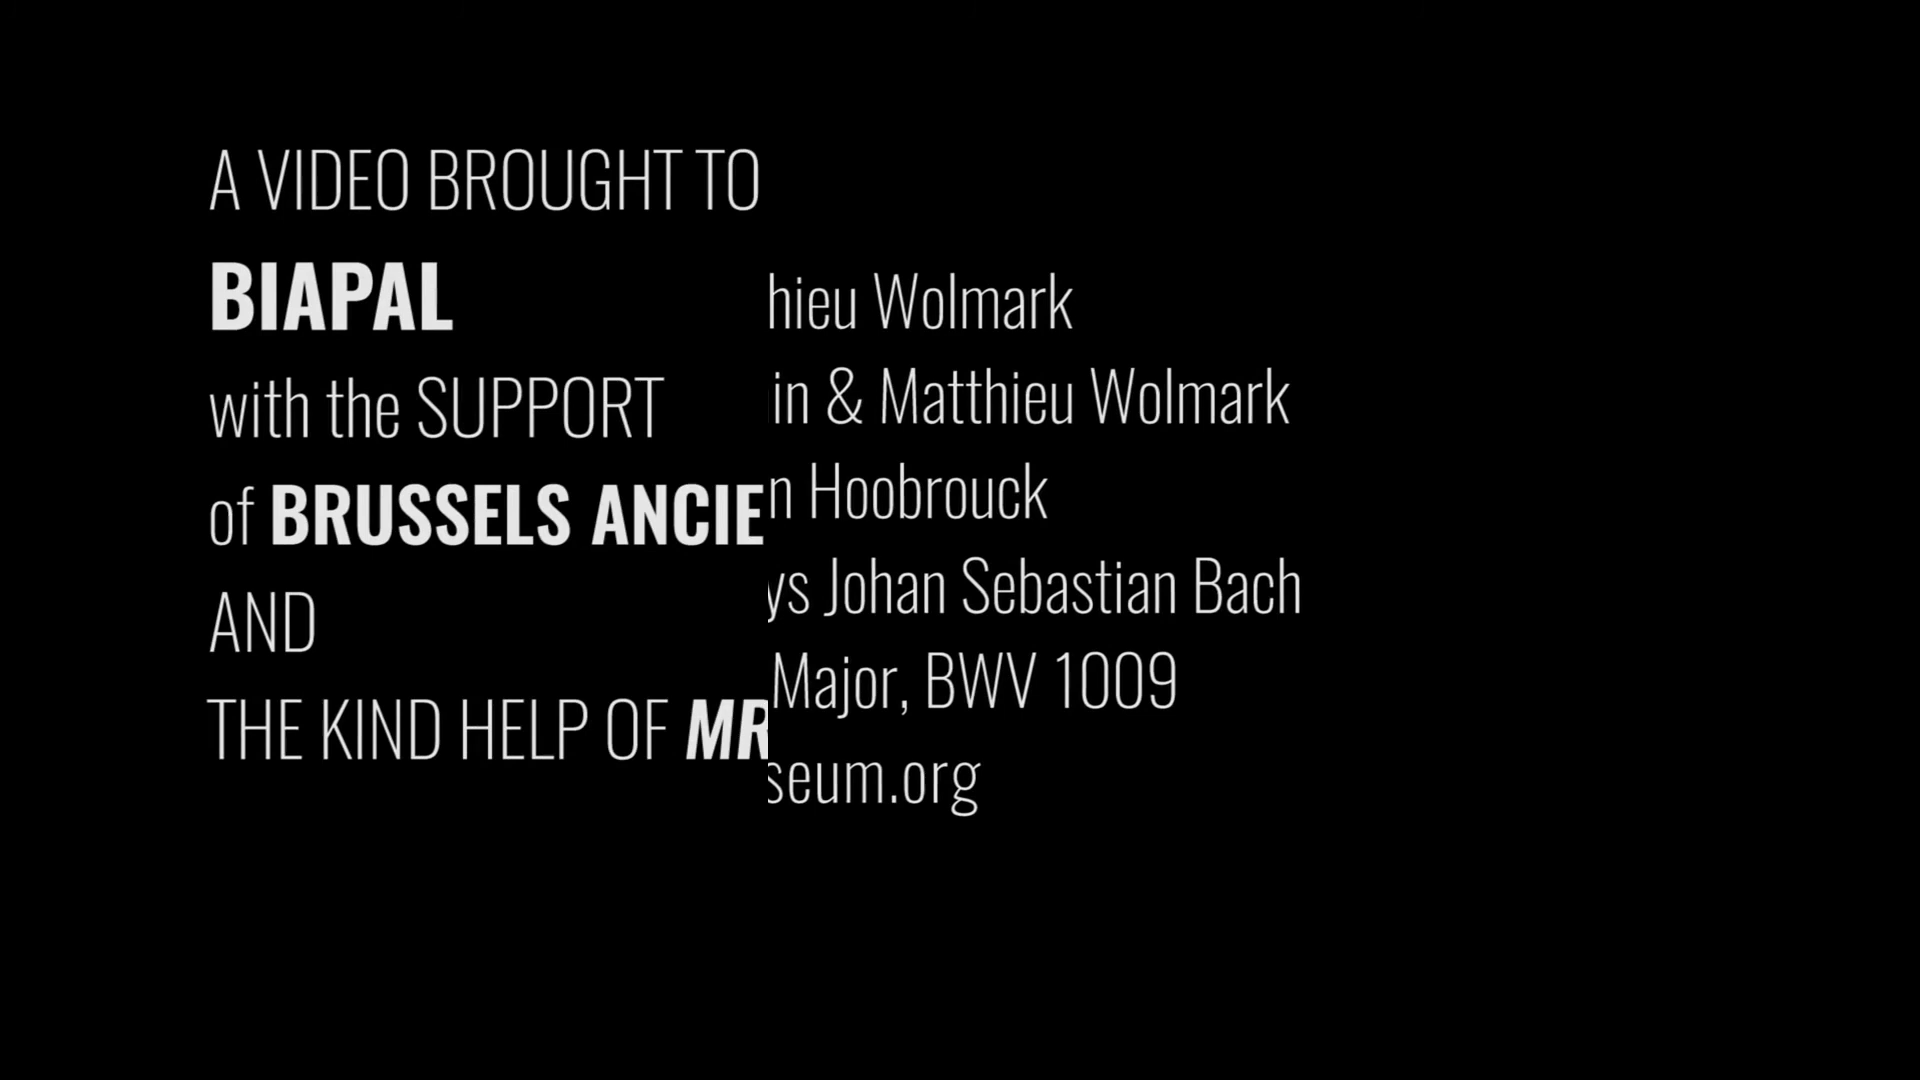 A VIDEO BROUGHT TO
BIAPAL
with the SUPPORT
of BRUSSELS ANCIE
AND
THE KIND HELP OF MR
hieu Wolmark
in & Matthieu Wolmark
n Hoobrouck
ys Johan Sebastian Bach
Major, BWV 1009
seum.org